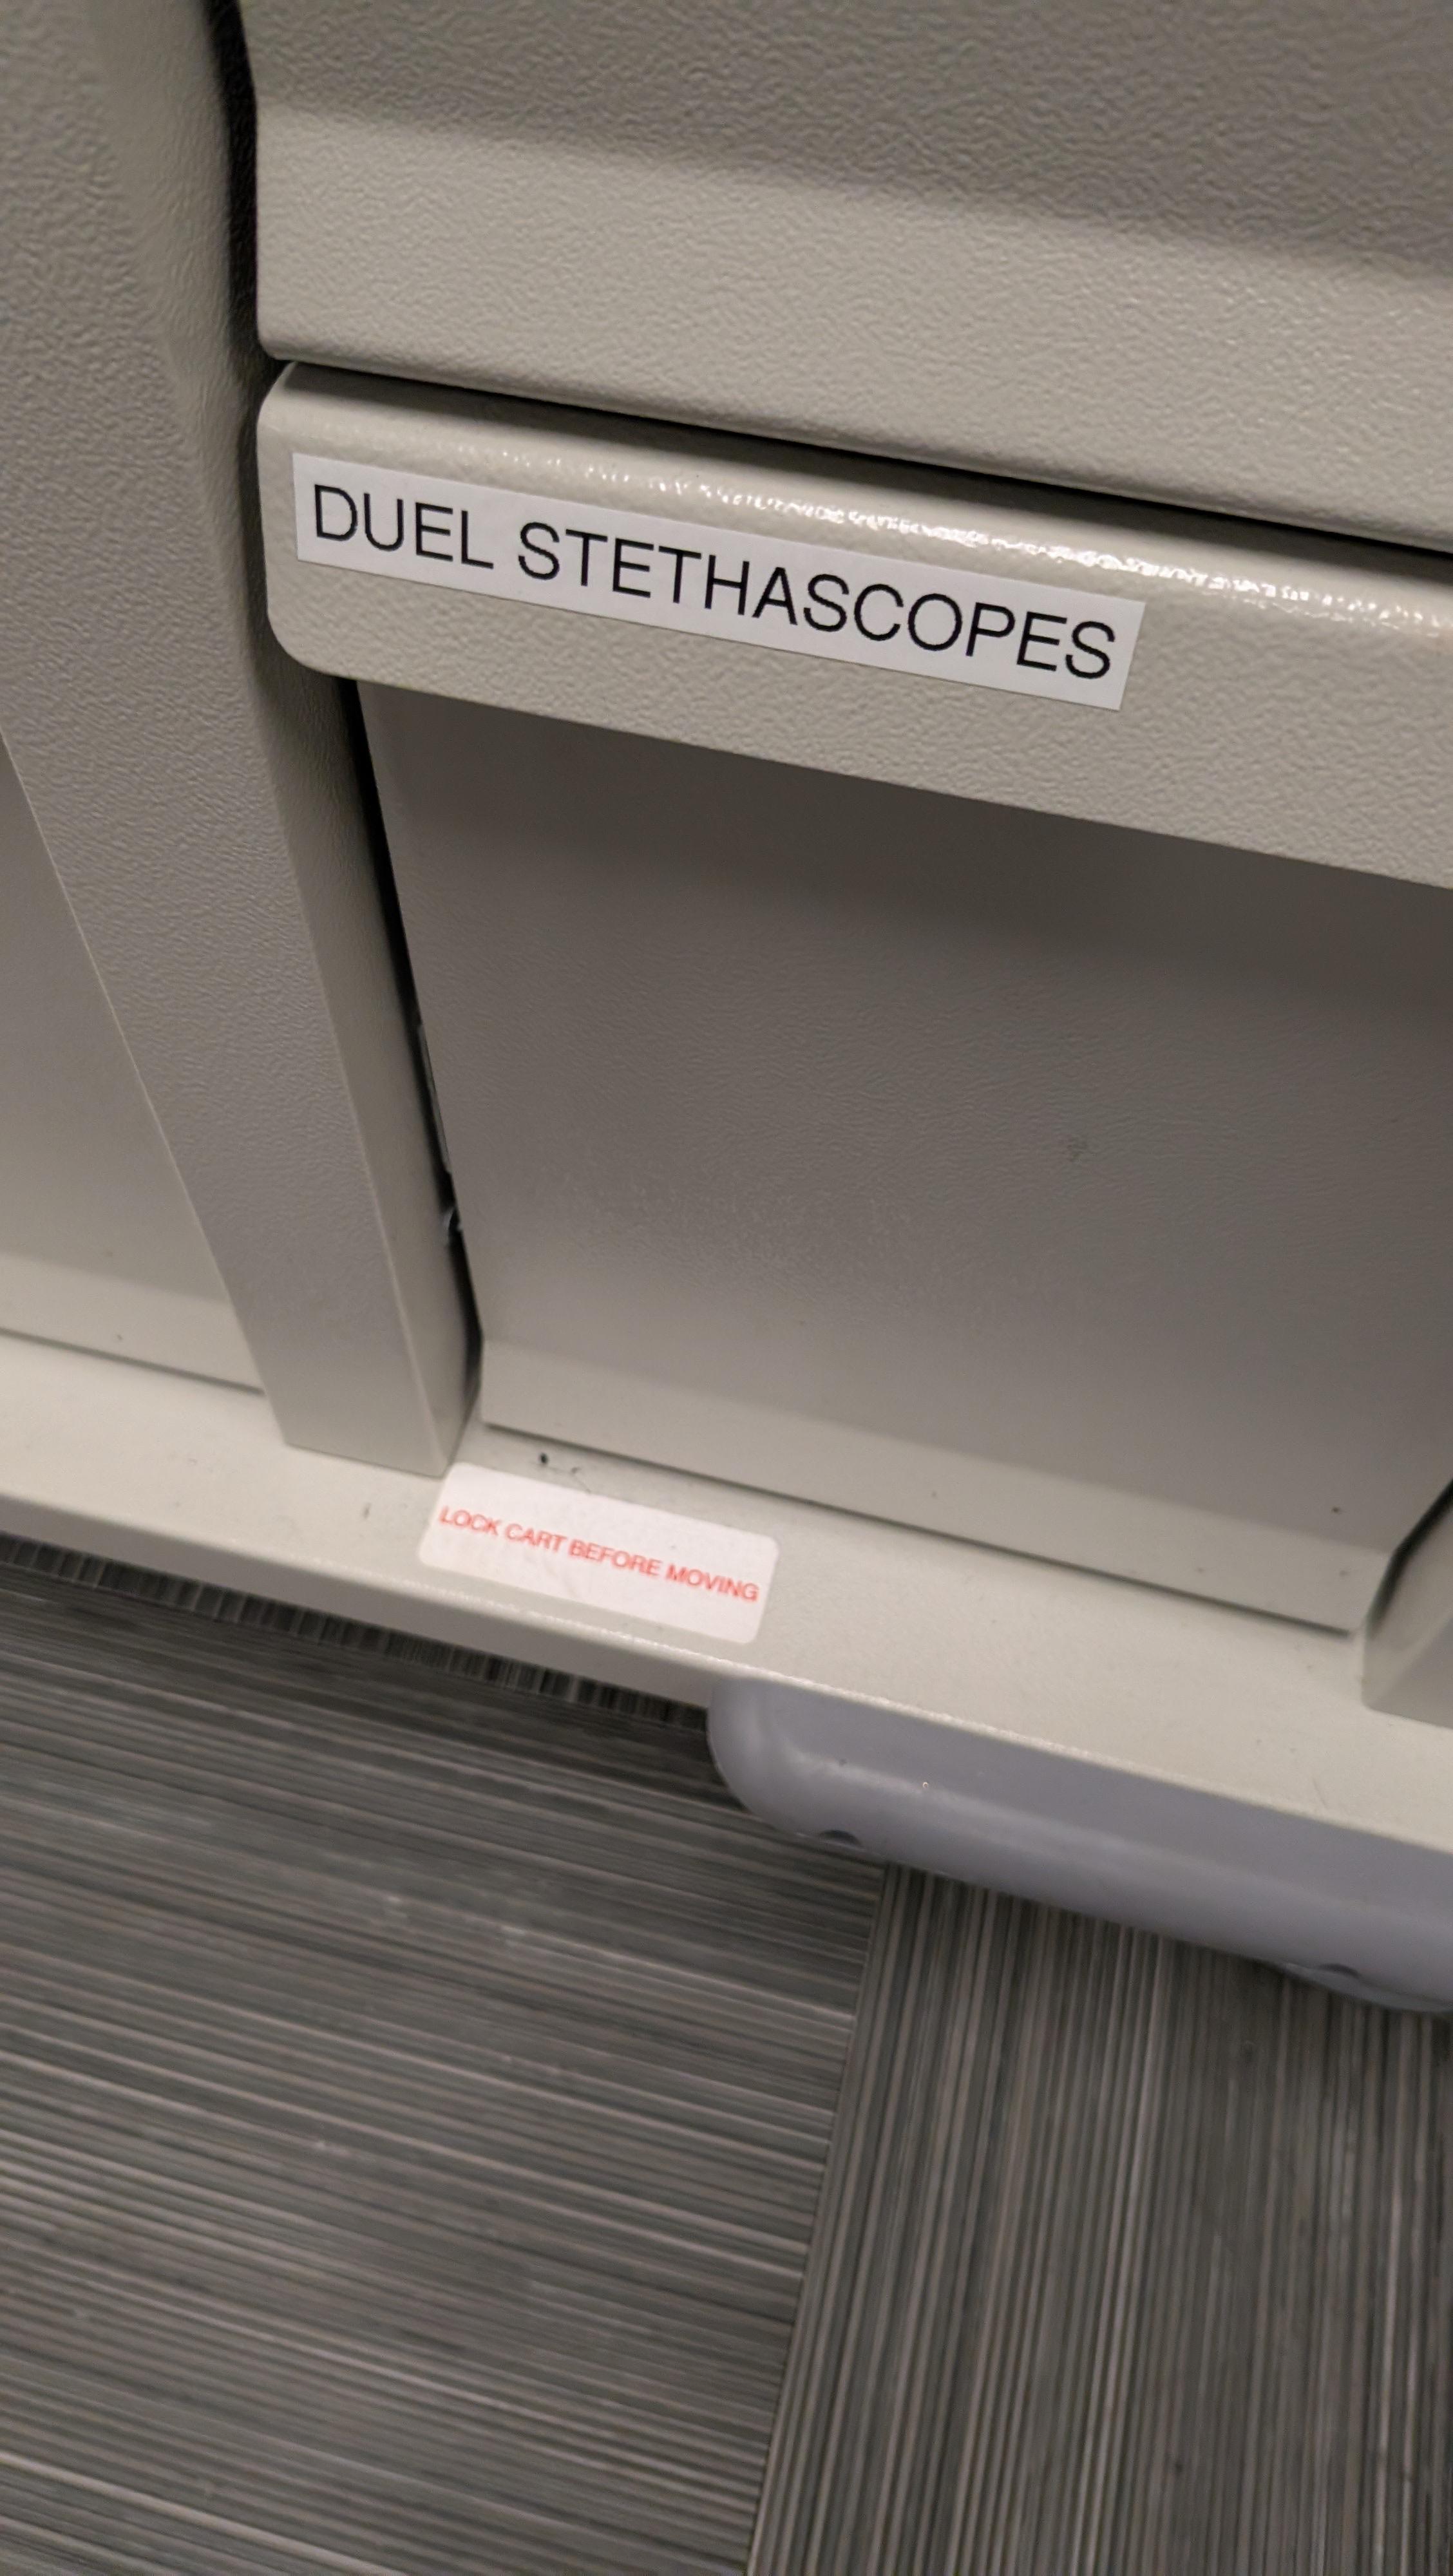 DUEL STETHASCOPES
LOCK CART BEFORE MOVING